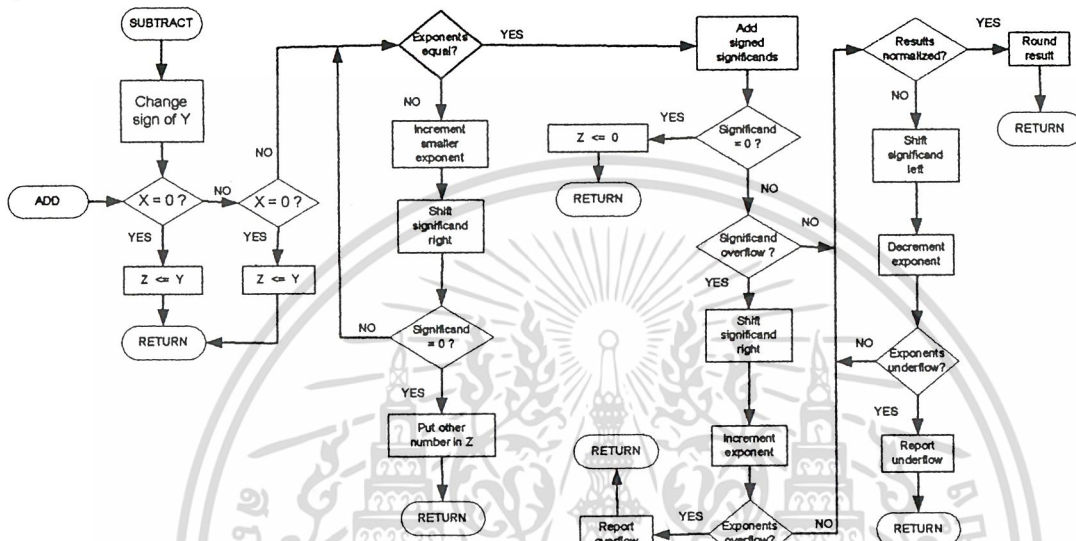 SUBTRACT
Change
sign of Y
ADD
X = 0 ?
NO
YES
Z <= Y
RETURN
X = 0 ?
NO
YES
Z <= Y
Exponents
equal?
YES
NO
Increment
smaller
exponent
Shift
significand
right
Significand
= 0 ?
NO
YES
Put other
number in Z
RETURN
Add
signed
significands
Significand
= 0 ?
YES
Z <= 0
RETURN
NO
Significand
overflow ?
NO
YES
Shift
significand
right
Increment
exponent
Exponents
overflow?
YES
Report
overflow
RETURN
NO
Results
normalized?
YES
Round
result
RETURN
NO
Shift
significand
left
Decrement
exponent
Exponents
underflow?
NO
YES
Report
underflow
RETURN